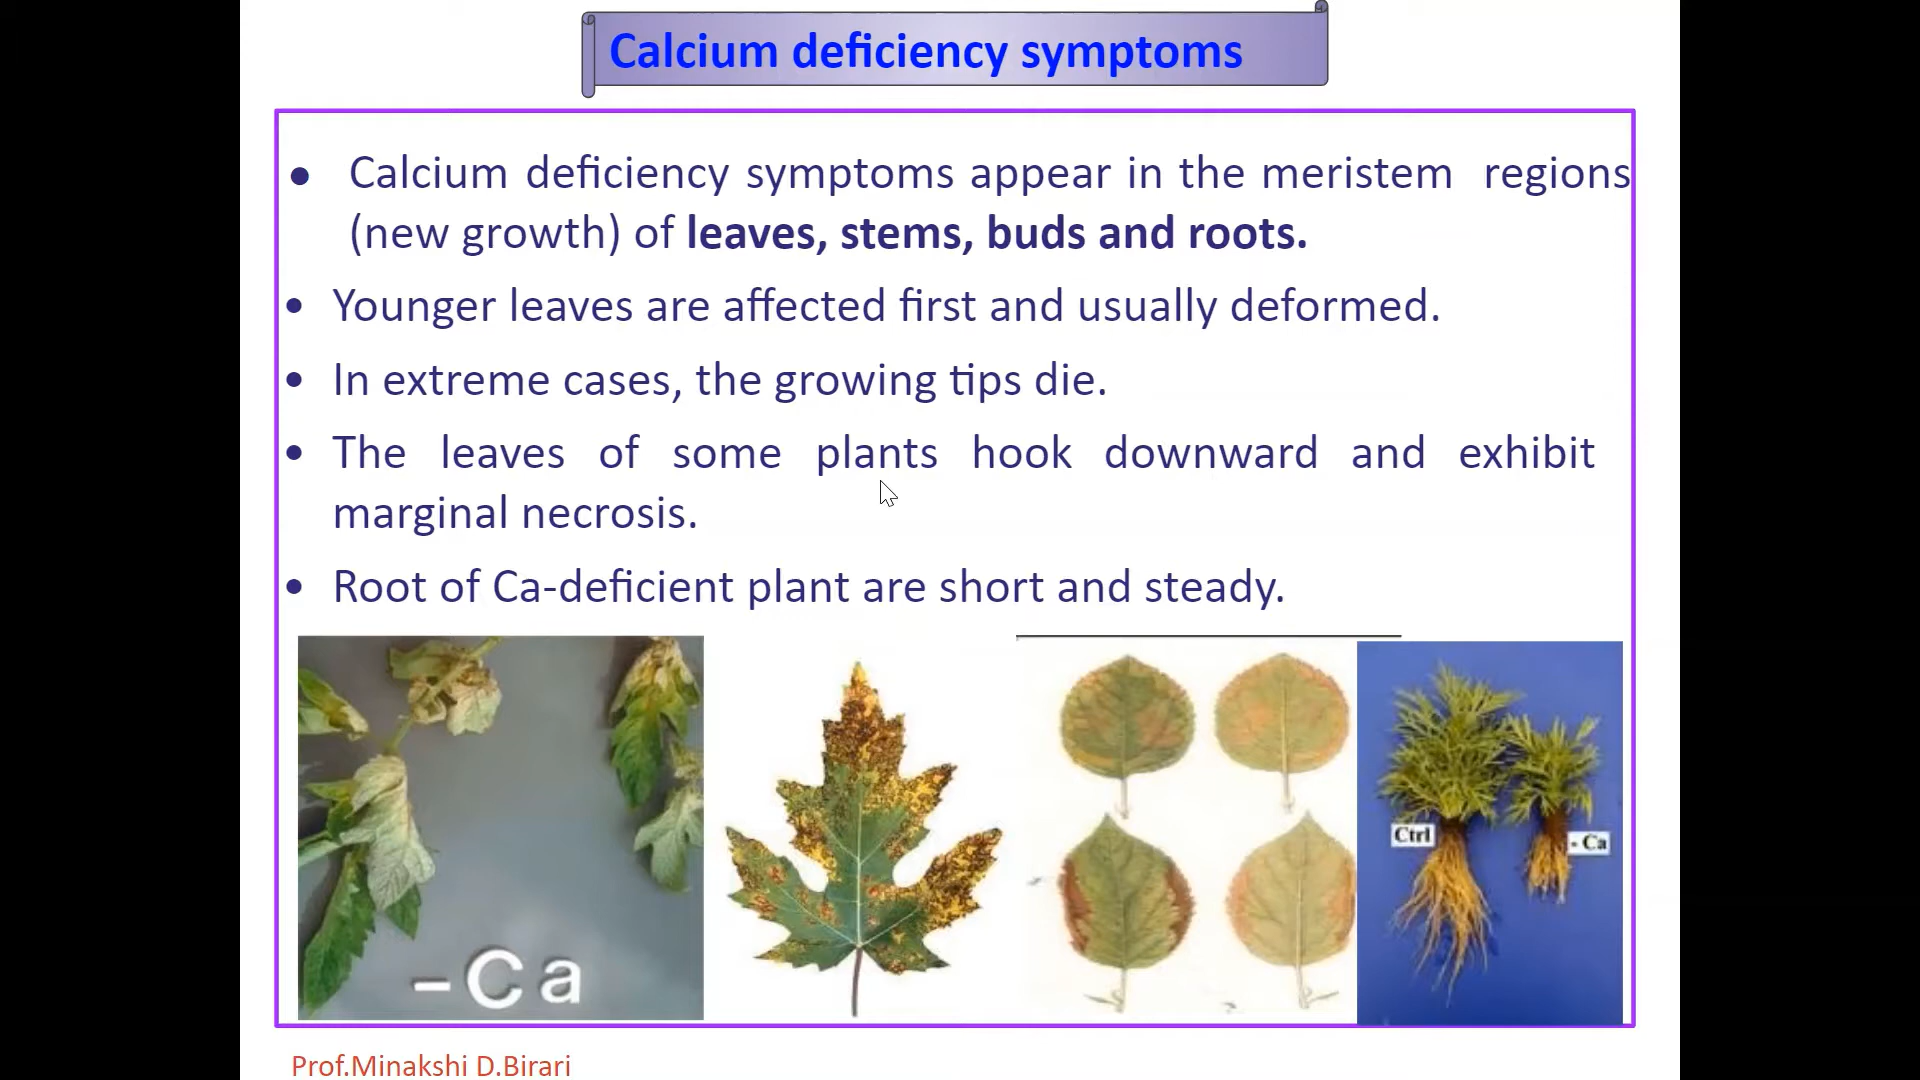 Calcium deficiency symptoms
• Calcium deficiency symptoms appear in the meristem regions
(new growth) of leaves, stems, buds and roots.
• Younger leaves are affected first and usually deformed.
• In extreme cases, the growing tips die.
• The leaves of some plants hook downward and exhibit
marginal necrosis.
• Root of Ca-deficient plant are short and steady.
Ctrl
- Ca
– Ca
Prof.Minakshi D.Birari